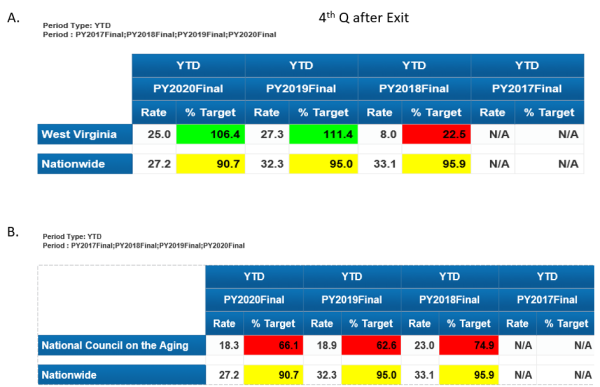 A.
4th Q after Exit
Period Type: YTD
Period : PY2017Final;PY2018Final;PY2019Final;PY2020Final
YTD YTD YTD YTD
PY2020Final PY2019Final PY2018Final PY2017Final
Rate % Target Rate % Target Rate % Target Rate % Target
West Virginia 25.0 106.4 27.3 111.4 8.0 22.5 N/A N/A
Nationwide 27.2 90.7 32.3 95.0 33.1 95.9 N/A N/A
B.
Period Type: YTD
Period : PY2017Final;PY2018Final;PY2019Final;PY2020Final
YTD YTD YTD YTD
PY2020Final PY2019Final PY2018Final PY2017Final
Rate % Target Rate % Target Rate % Target Rate % Target
National Council on the Aging 18.3 66.1 18.9 62.6 23.0 74.9 N/A N/A
Nationwide 27.2 90.7 32.3 95.0 33.1 95.9 N/A N/A